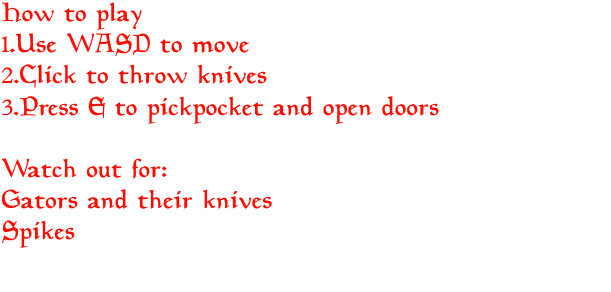 How to play
1.Use WASD to move
2.Click to throw knives
3.Press E to pickpocket and open doors
Watch out for:
Gators and their knives
Spikes